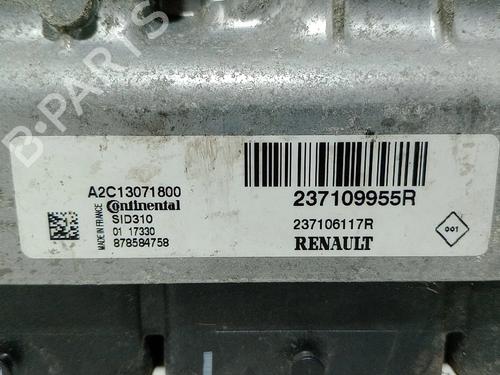 B-PARTS
A2C13071800
Continental
SID310
01 17330
878584758
MADE IN FRANCE
237109955R
237106117R
RENAULT
001